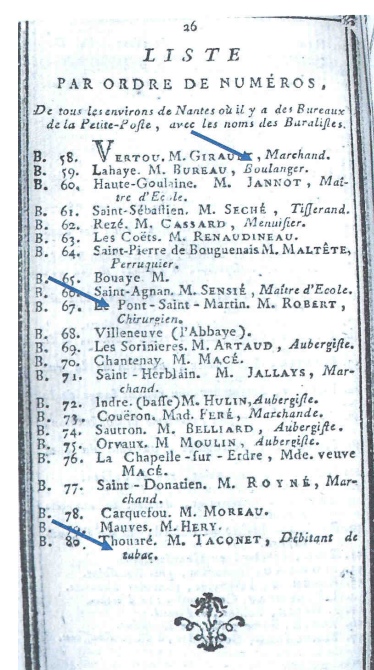 26
LISTE
PAR ORDRE DE NUMÉROS,
De tous les environs de Nantes où il y a des Bureaux
de la Petite-Poste, avec les noms des Buralistes.
B. 58. VERTOU. M. GIRAUD, Marchand.
B. 59. Lahaye. M. BUREAU, Boulanger.
B. 60. Haute-Goulaine. M. JANNOT, Maî-
tre d'Ecole.
B. 61. Saint-Sébastien. M. SECHÉ, Tisserand.
B. 62. Rezé. M. CASSARD, Menuisier.
B. 63. Les Coëts. M. RENAUDINEAU.
B. 64. Saint-Pierre de Bouguenais M. MALTÊTE,
Perruquier.
B. 65. Bouaye M.
B. 66. Saint-Agnan. M. SENSIÉ, Maître d'Ecole.
B. 67. Le Pont-Saint-Martin. M. ROBERT,
Chirurgien.
B. 68. Villeneuve (l'Abbaye).
B. 69. Les Sorinieres. M. ARTAUD, Aubergiste.
B. 70. Chantenay. M. MACÉ.
B. 71. Saint-Herblain. M. JALLAYS, Mar-
chand.
B. 72. Indre. (basse) M. HULIN, Aubergiste.
B. 73. Couëron. Mad. FERÉ, Marchande.
B. 74. Sautron. M. BELLIARD, Aubergiste.
B. 75. Orvaux. M MOULIN, Aubergiste.
B. 76. La Chapelle-sur-Erdre, Mde. veuve
MACÉ.
B. 77. Saint-Donatien. M. ROYNÉ, Mar-
chand.
B. 78. Carquefou. M. MOREAU.
B. 79. Mauves. M. HERY.
B. 80. Thouaré. M. TACONET, Débitant de
tabac.